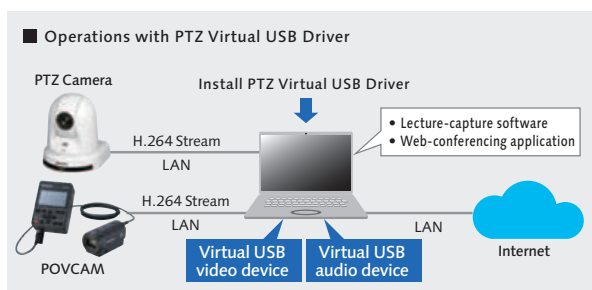 ■ Operations with PTZ Virtual USB Driver
PTZ Camera
Install PTZ Virtual USB Driver
• Lecture-capture software
• Web-conferencing application
H.264 Stream
LAN
H.264 Stream
LAN
LAN
Virtual USB
video device
Virtual USB
audio device
POVCAM
Internet